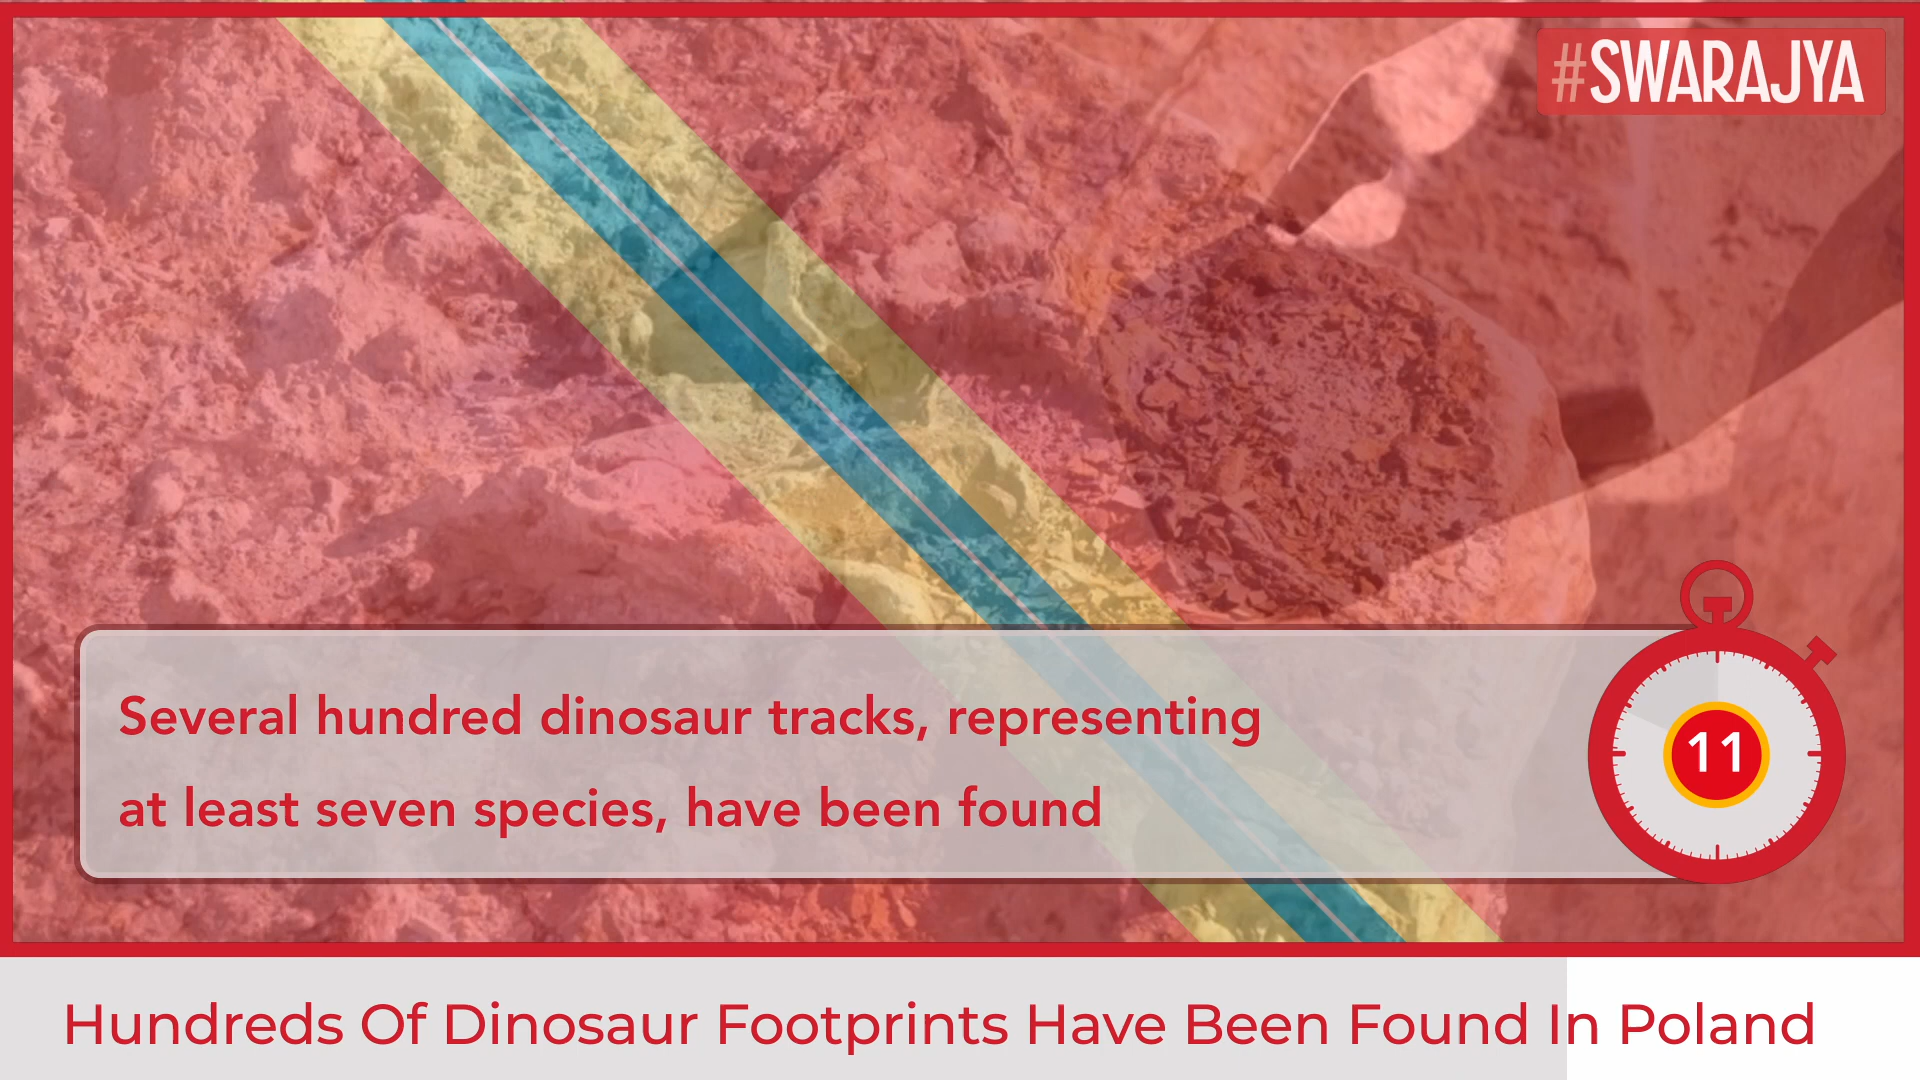 #SWARAJYA
Several hundred dinosaur tracks, representing
at least seven species, have been found
11
Hundreds Of Dinosaur Footprints Have Been Found In Poland